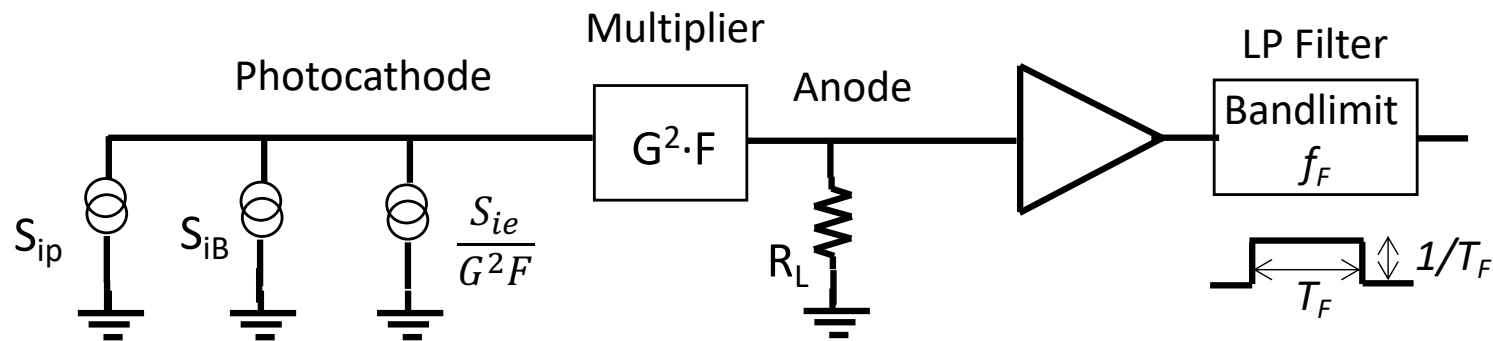 Multiplier
LP Filter
Photocathode
Anode
Bandlimit
f_F
G²·F
S_ip
S_iB
S_ie
G²F
R_L
1/T_F
T_F